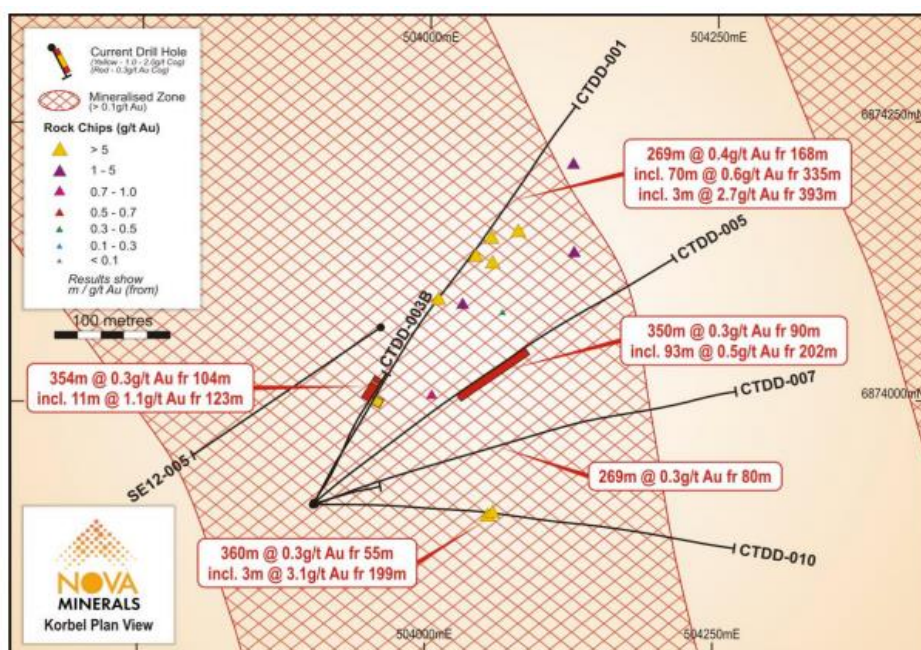 504000mE
504250mE
Current Drill Hole
(Yellow - 1.0 - 2.0g/t Cog)
(Red - 0.3g/t Au Cog)
Mineralised Zone
(> 0.1g/t Au)
Rock Chips (g/t Au)
> 5
1 - 5
0.7 - 1.0
0.5 - 0.7
0.3 - 0.5
0.1 - 0.3
< 0.1
Results show
m / g/t Au (from)
100 metres
CTDD-001
6874250mN
269m @ 0.4g/t Au fr 168m
incl. 70m @ 0.6g/t Au fr 335m
incl. 3m @ 2.7g/t Au fr 393m
CTDD-005
CTDD-003B
350m @ 0.3g/t Au fr 90m
incl. 93m @ 0.5g/t Au fr 202m
354m @ 0.3g/t Au fr 104m
incl. 11m @ 1.1g/t Au fr 123m
CTDD-007
6874000mN
SE12-005
269m @ 0.3g/t Au fr 80m
360m @ 0.3g/t Au fr 55m
incl. 3m @ 3.1g/t Au fr 199m
CTDD-010
NOVA
MINERALS
Korbel Plan View
504000mE
504250mE